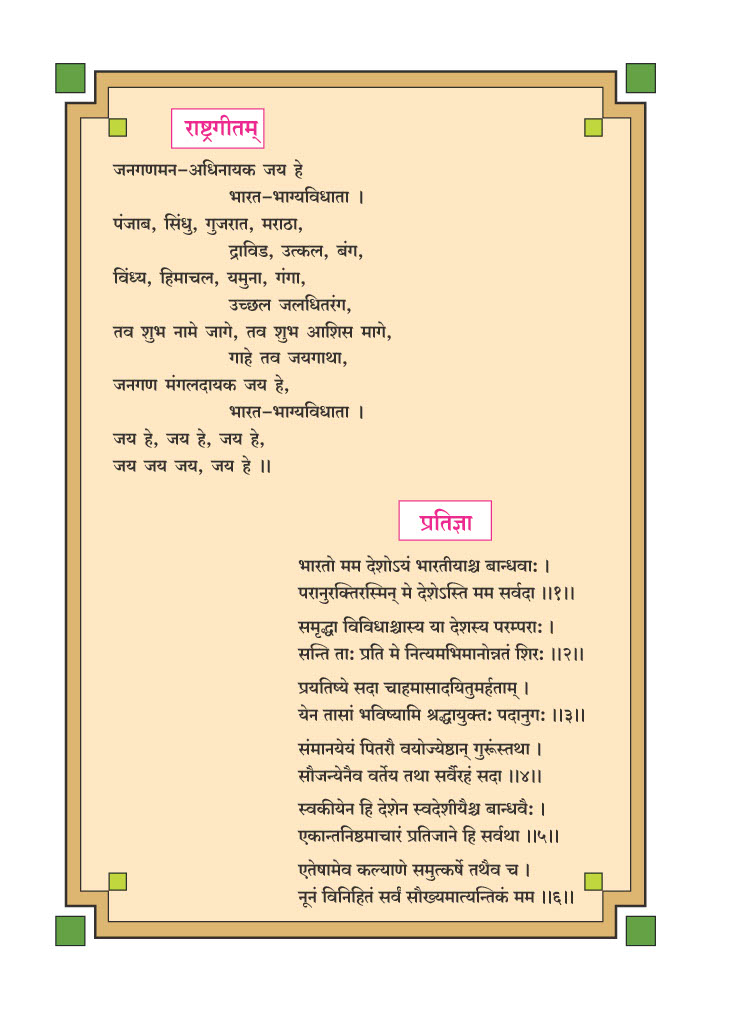 राष्ट्रगीतम्
जनगणमन-अधिनायक जय हे
भारत-भाग्यविधाता ।
पंजाब, सिंधु, गुजरात, मराठा,
द्राविड, उत्कल, बंग,
विंध्य, हिमाचल, यमुना, गंगा,
उच्छल जलधितरंग,
तव शुभ नामे जागे, तव शुभ आशिस मागे,
गाहे तव जयगाथा,
जनगण मंगलदायक जय हे,
भारत-भाग्यविधाता ।
जय हे, जय हे, जय हे,
जय जय जय, जय हे ।।
प्रतिज्ञा
भारतो मम देशोऽयं भारतीयाश्च बान्धवाः ।
परानुरक्तिरस्मिन् मे देशेऽस्ति मम सर्वदा ।।१।।
समृद्धा विविधाश्चास्य या देशस्य परम्पराः ।
सन्ति ताः प्रति मे नित्यमभिमानोन्नतं शिरः ।।२।।
प्रयतिष्ये सदा चाहमासादयितुमर्हताम् ।
येन तासां भविष्यामि श्रद्धायुक्तः पदानुगः ।।३।।
संमानयेयं पितरौ वयोज्येष्ठान् गुरूंस्तथा ।
सौजन्येनैव वर्तेय तथा सर्वैरहं सदा ।।४।।
स्वकीयेन हि देशेन स्वदेशीयैश्च बान्धवैः ।
एकान्तनिष्ठमाचारं प्रतिजाने हि सर्वथा ।।५।।
एतेषामेव कल्याणे समुत्कर्षे तथैव च ।
नूनं विनिहितं सर्वं सौख्यमात्यन्तिकं मम ।।६।।